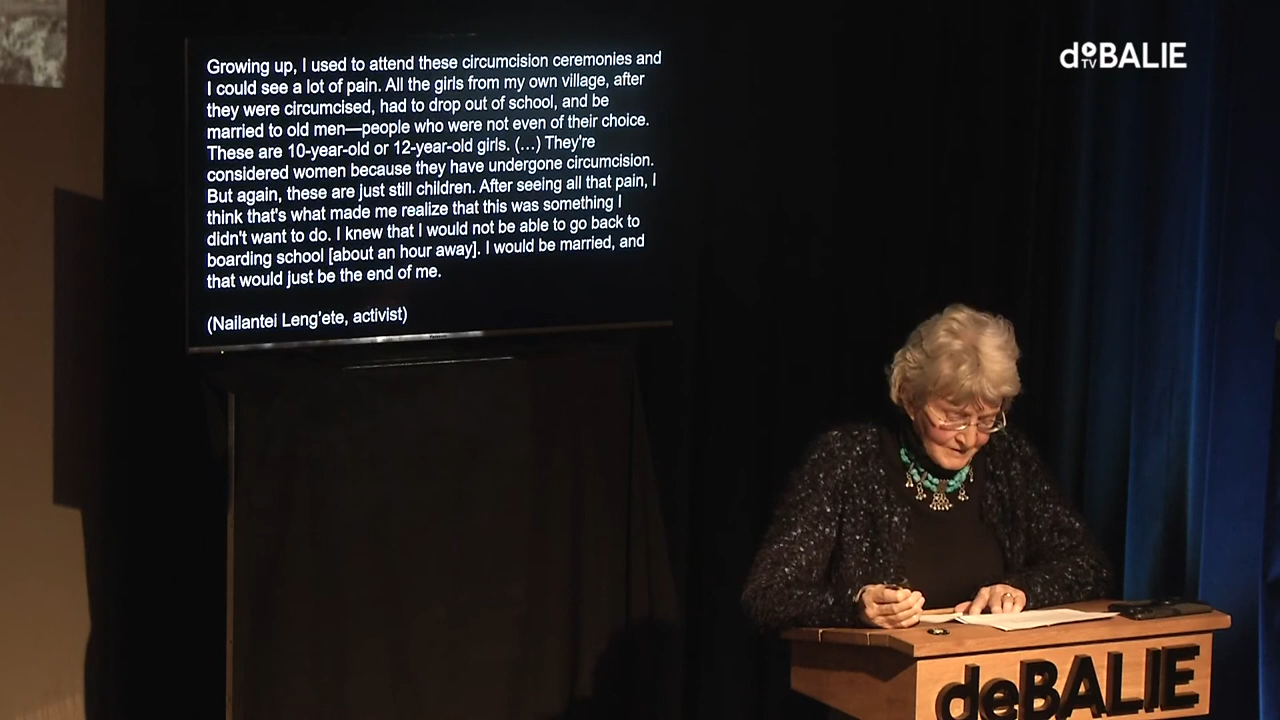 Growing up, I used to attend these circumcision ceremonies and
I could see a lot of pain. All the girls from my own village, after
they were circumcised, had to drop out of school, and be
married to old men—people who were not even of their choice.
These are 10-year-old or 12-year-old girls. (…) They're
considered women because they have undergone circumcision.
But again, these are just still children. After seeing all that pain, I
think that's what made me realize that this was something I
didn't want to do. I knew that I would not be able to go back to
boarding school [about an hour away]. I would be married, and
that would just be the end of me.
(Nailantei Leng'ete, activist)
deBALIE
TV
deBALIE